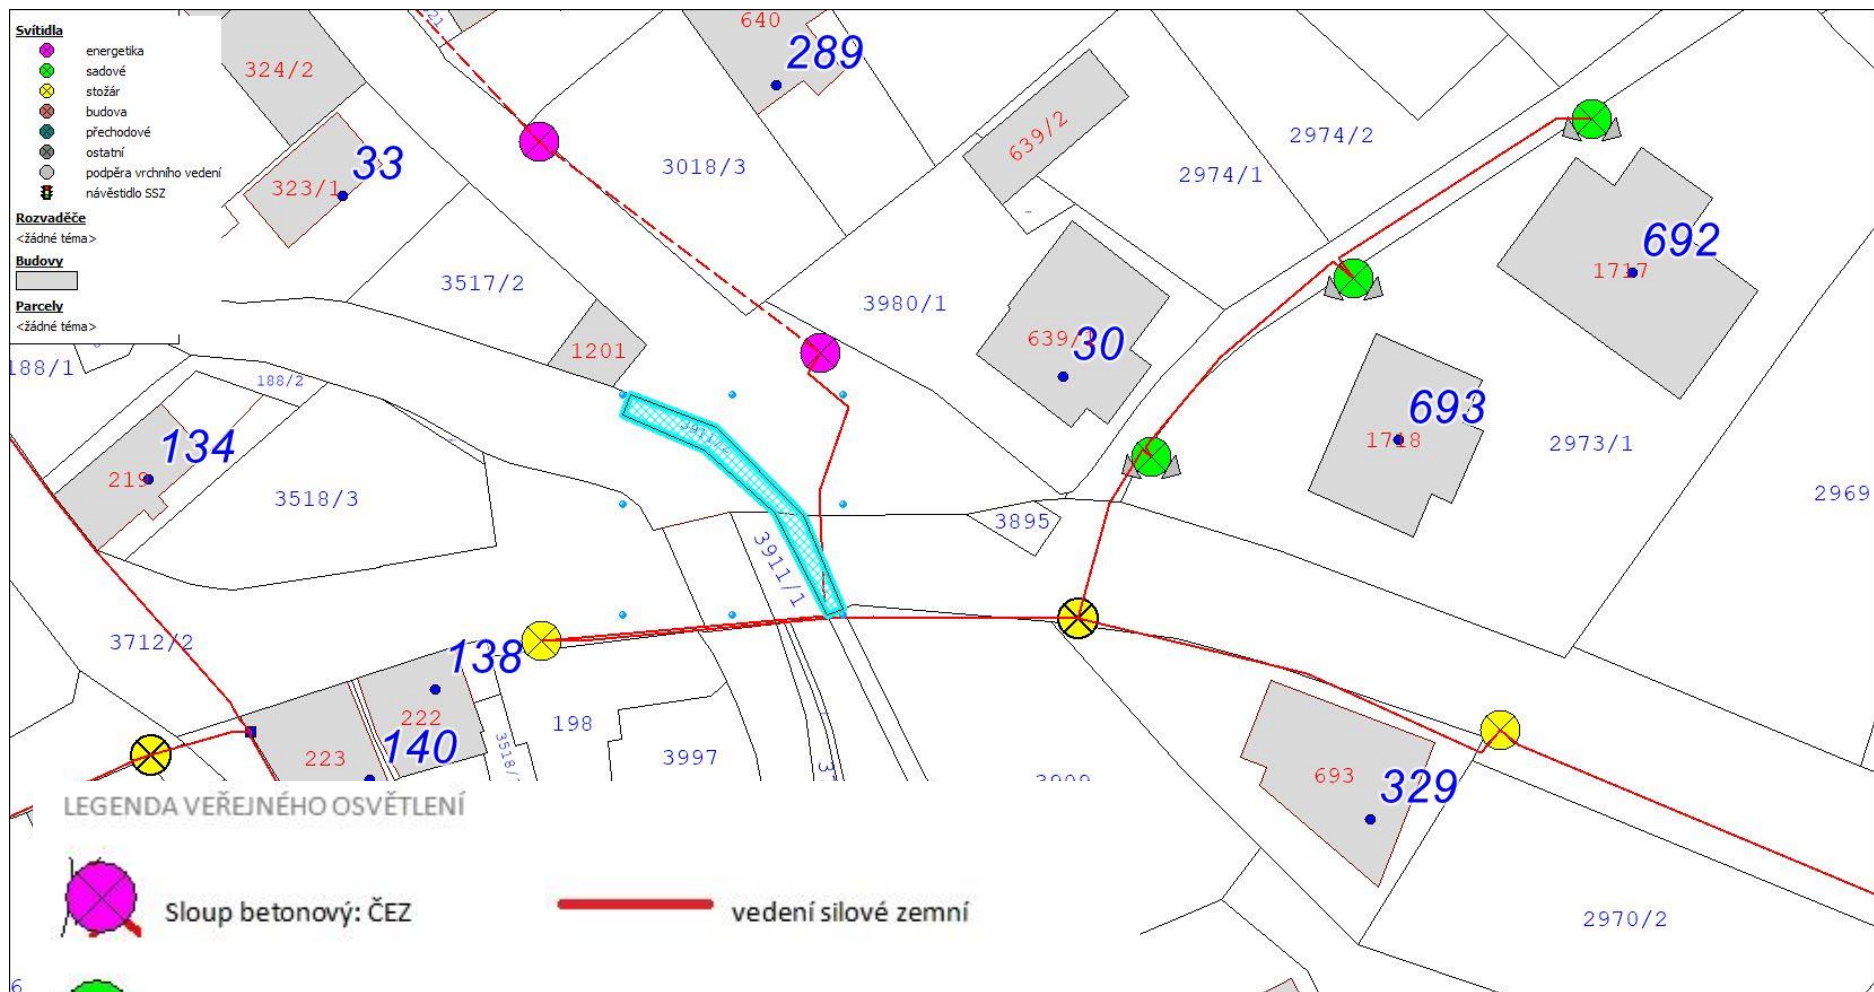 Svítidla
energetika
sadové
stožár
budova
přechodové
ostatní
podpěra vrchního vedení
návěstidlo SSZ
Rozvaděče
<žádné téma>
Budovy
Parcely
<žádné téma>
640
289
324/2
639/2
2974/2
33
323/1
3018/3
2974/1
692
1717
3517/2
3980/1
639/1
30
1201
188/1
188/2
693
1718
2973/1
134
219
3518/3
2969
3895
3911/1
3712/2
138
222
140
198
223
3997
693
329
LEGENDA VEŘEJNÉHO OSVĚTLENÍ
Sloup betonový: ČEZ
vedení silové zemní
2970/2